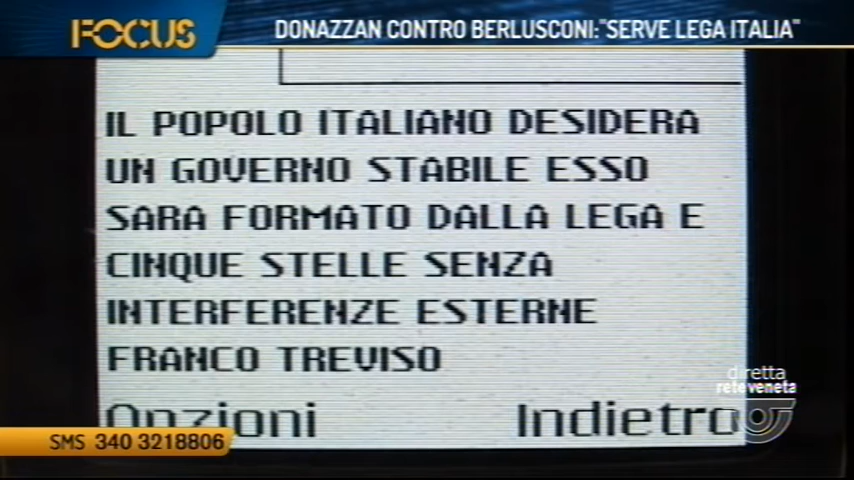 FOCUS
DONAZZAN CONTRO BERLUSCONI:"SERVE LEGA ITALIA"
IL POPOLO ITALIANO DESIDERA
UN GOVERNO STABILE ESSO
SARA FORMATO DALLA LEGA E
CINQUE STELLE SENZA
INTERFERENZE ESTERNE
FRANCO TREVISO
Opzioni Indietro
diretta
reteveneta
SMS 340 3218806